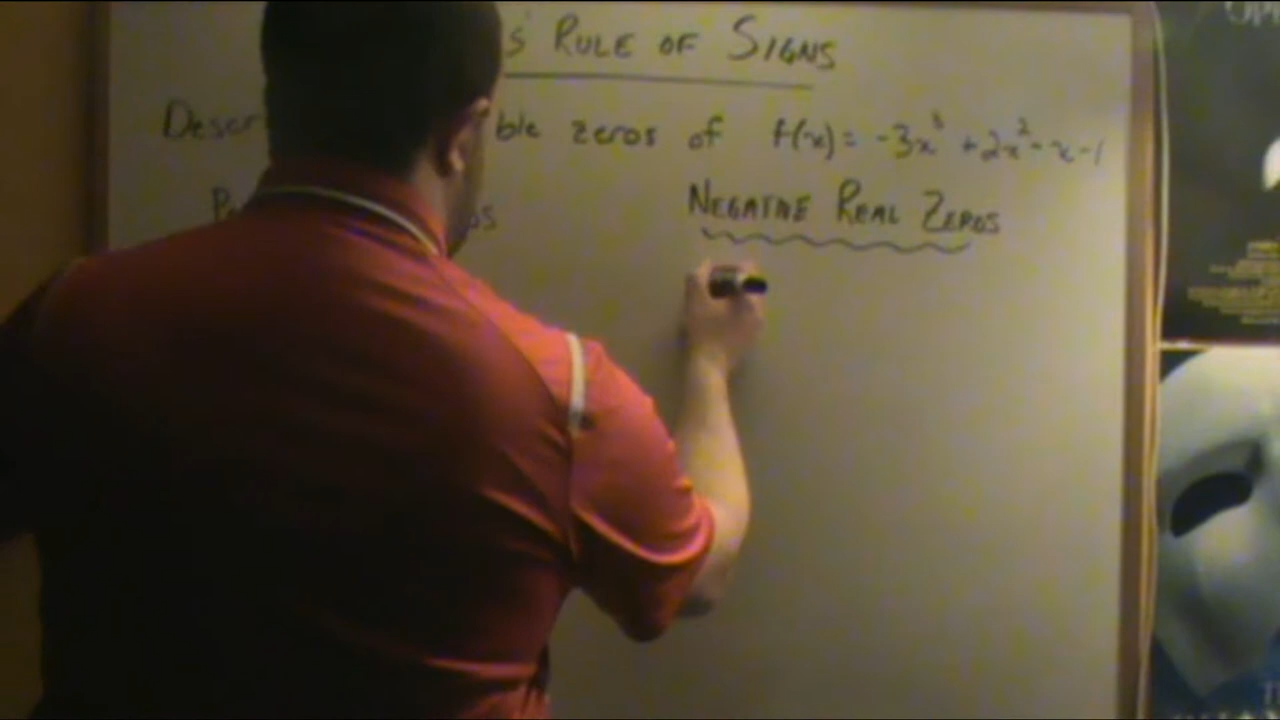 s RULE OF SIGNS
Descr ble zeros of f(x) = -3x³ + 2x² - x - 1
P os NEGATIVE REAL ZEROS